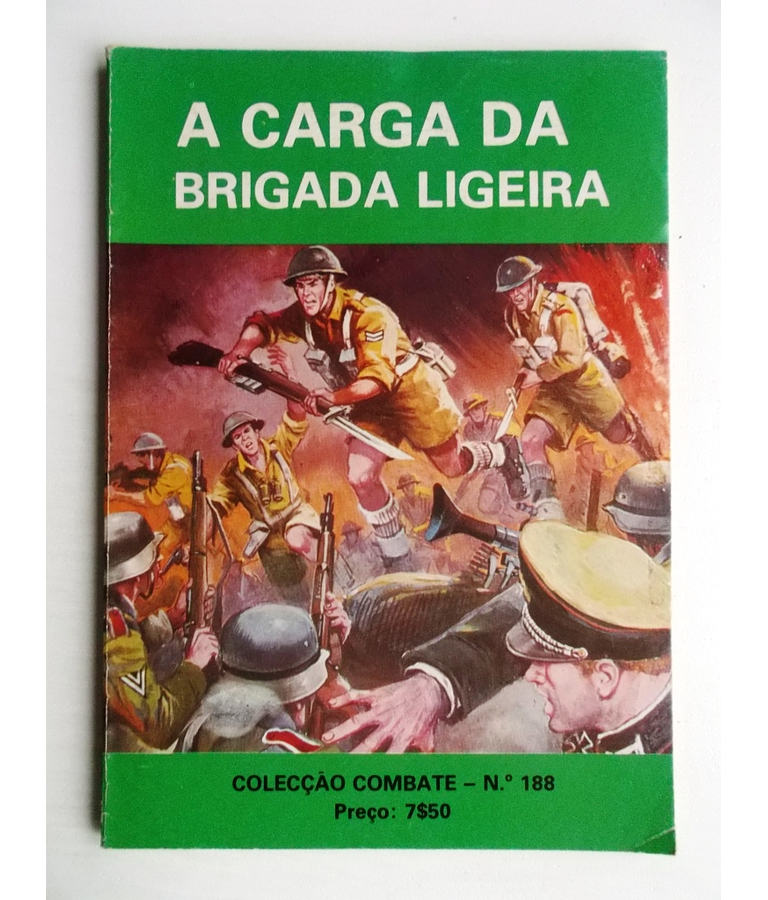 A CARGA DA
BRIGADA LIGEIRA
COLECÇÃO COMBATE – N.º 188
Preço: 7$50